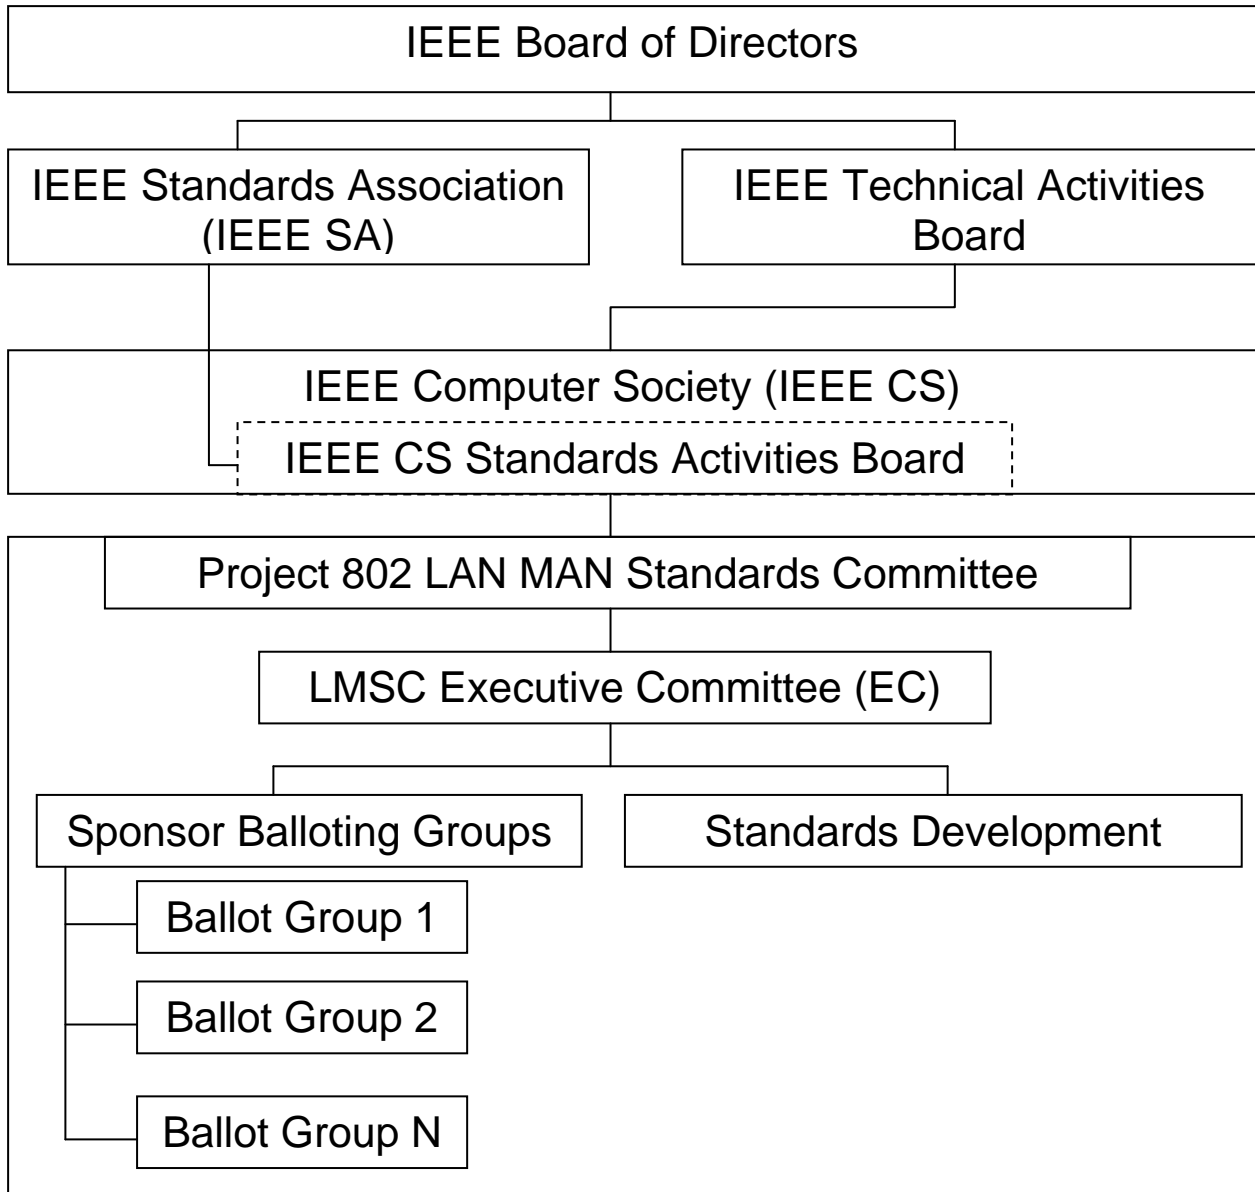 IEEE Board of Directors
IEEE Standards Association
(IEEE SA)
IEEE Technical Activities
Board
IEEE Computer Society (IEEE CS)
IEEE CS Standards Activities Board
Project 802 LAN MAN Standards Committee
LMSC Executive Committee (EC)
Sponsor Balloting Groups
Standards Development
Ballot Group 1
Ballot Group 2
Ballot Group N